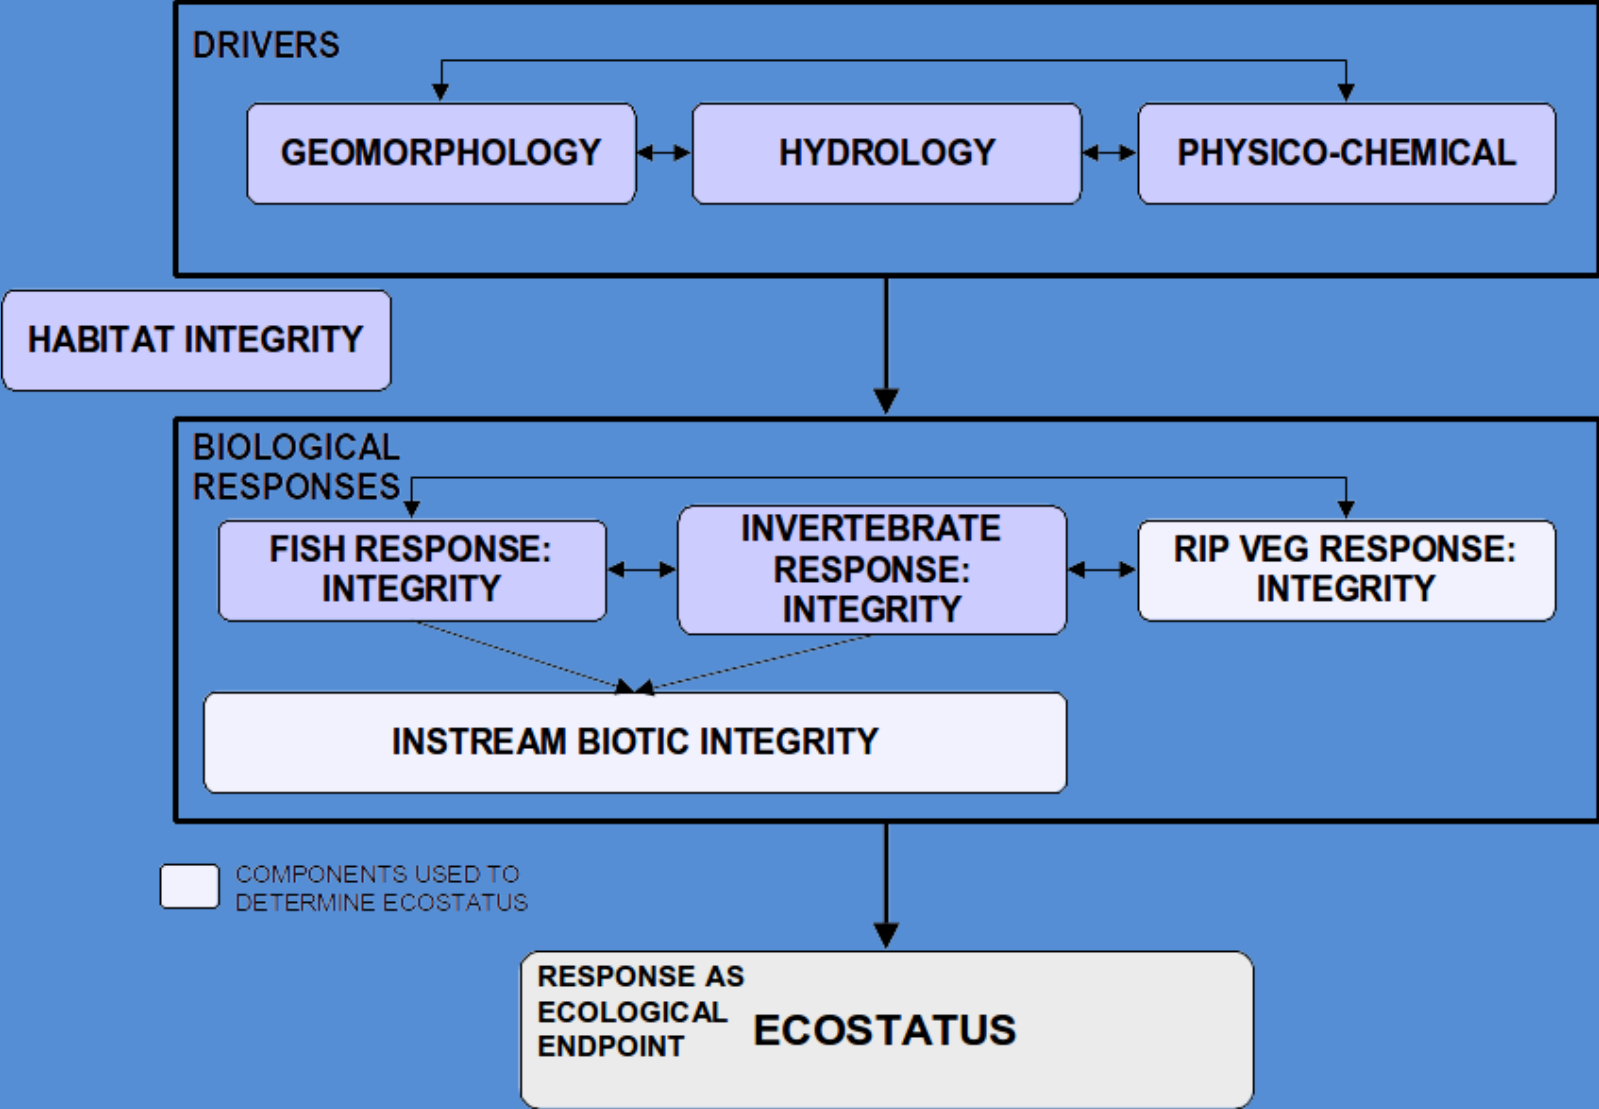 DRIVERS
GEOMORPHOLOGY
HYDROLOGY
PHYSICO-CHEMICAL
HABITAT INTEGRITY
BIOLOGICAL
RESPONSES
FISH RESPONSE:
INTEGRITY
INVERTEBRATE
RESPONSE:
INTEGRITY
RIP VEG RESPONSE:
INTEGRITY
INSTREAM BIOTIC INTEGRITY
COMPONENTS USED TO
DETERMINE ECOSTATUS
RESPONSE AS
ECOLOGICAL
ENDPOINT
ECOSTATUS